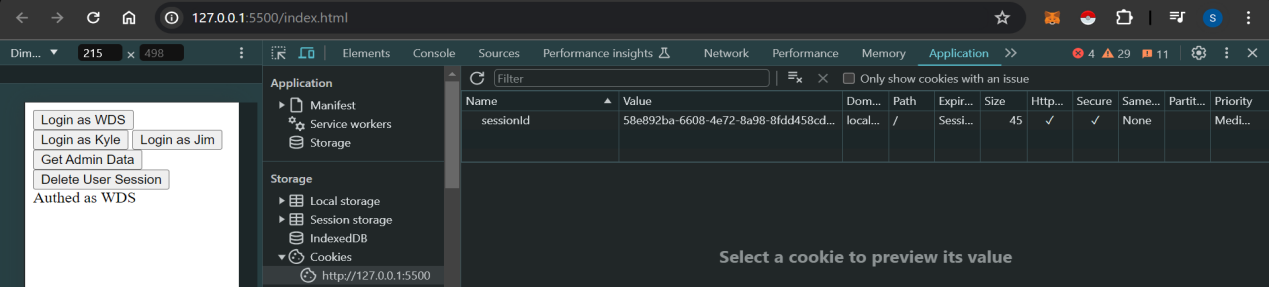 127.0.0.1:5500/index.html S
Dim... 215 × 498 Elements Console Sources Performance insights Network Performance Memory Application 4 29 11
Application Filter Only show cookies with an issue
Manifest Name Value Dom... Path Expir... Size Http... Secure Same... Partit... Priority
Login as WDS Service workers sessionId 58e892ba-6608-4e72-8a98-8fdd458cd... local... / Sessi... 45 ✓ ✓ None Medi...
Login as Kyle Login as Jim Storage
Get Admin Data
Delete User Session Storage
Authed as WDS Local storage
Session storage
IndexedDB
Cookies Select a cookie to preview its value
http://127.0.0.1:5500